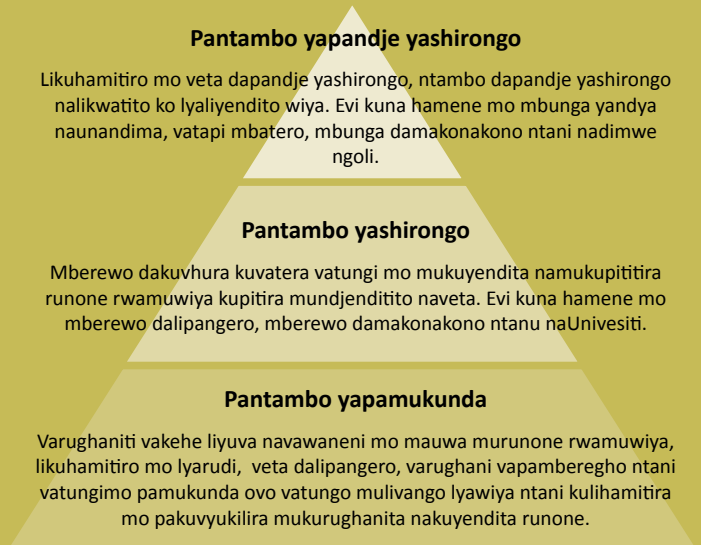 Pantambo yapandje yashirongo
Likuhamitiro mo veta dapandje yashirongo, ntambo dapandje yashirongo
nalikwatito ko lyaliyendito wiya. Evi kuna hamene mo mbunga yandya
naunandima, vatapi mbatero, mbunga damakonakono ntani nadimwe
ngoli.
Pantambo yashirongo
Mberewo dakuvhura kuvatera vatungi mo mukuyendita namukupititira
runone rwamuwiya kupitira mundjenditito naveta. Evi kuna hamene mo
mberewo dalipangero, mberewo damakonakono ntanu naUnivesiti.
Pantambo yapamukunda
Varughaniti vakehe liyuva navawaneni mo mauwa murunone rwamuwiya,
likuhamitiro mo lyarudi, veta dalipangero, varughani vapamberegho ntani
vatungimo pamukunda ovo vatungo mulivango lyawiya ntani kulihamitira
mo pakuvyukilira mukurughanita nakuyendita runone.